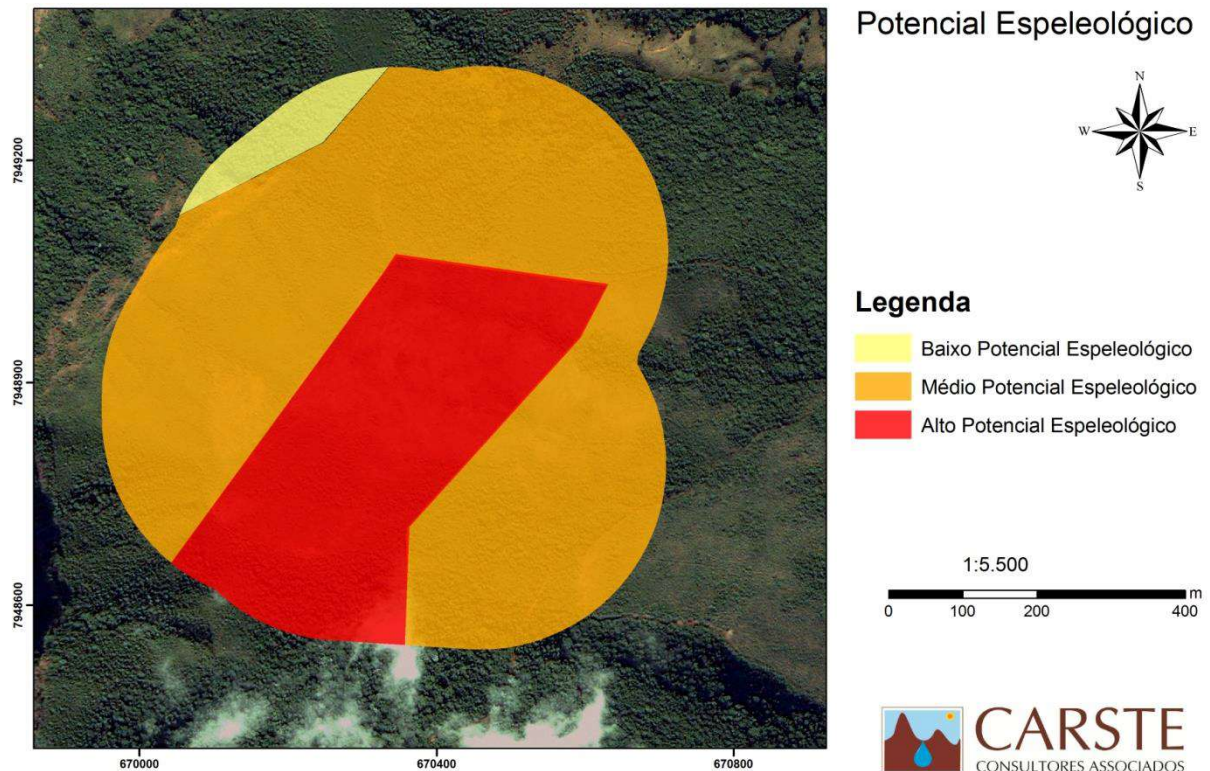 Potencial Espeleológico
N
W
E
S
7949200
7948900
7948600
670000
670400
670800
Legenda
Baixo Potencial Espeleológico
Médio Potencial Espeleológico
Alto Potencial Espeleológico
1:5.500
m
0 100 200 400
CARSTE
CONSULTORES ASSOCIADOS